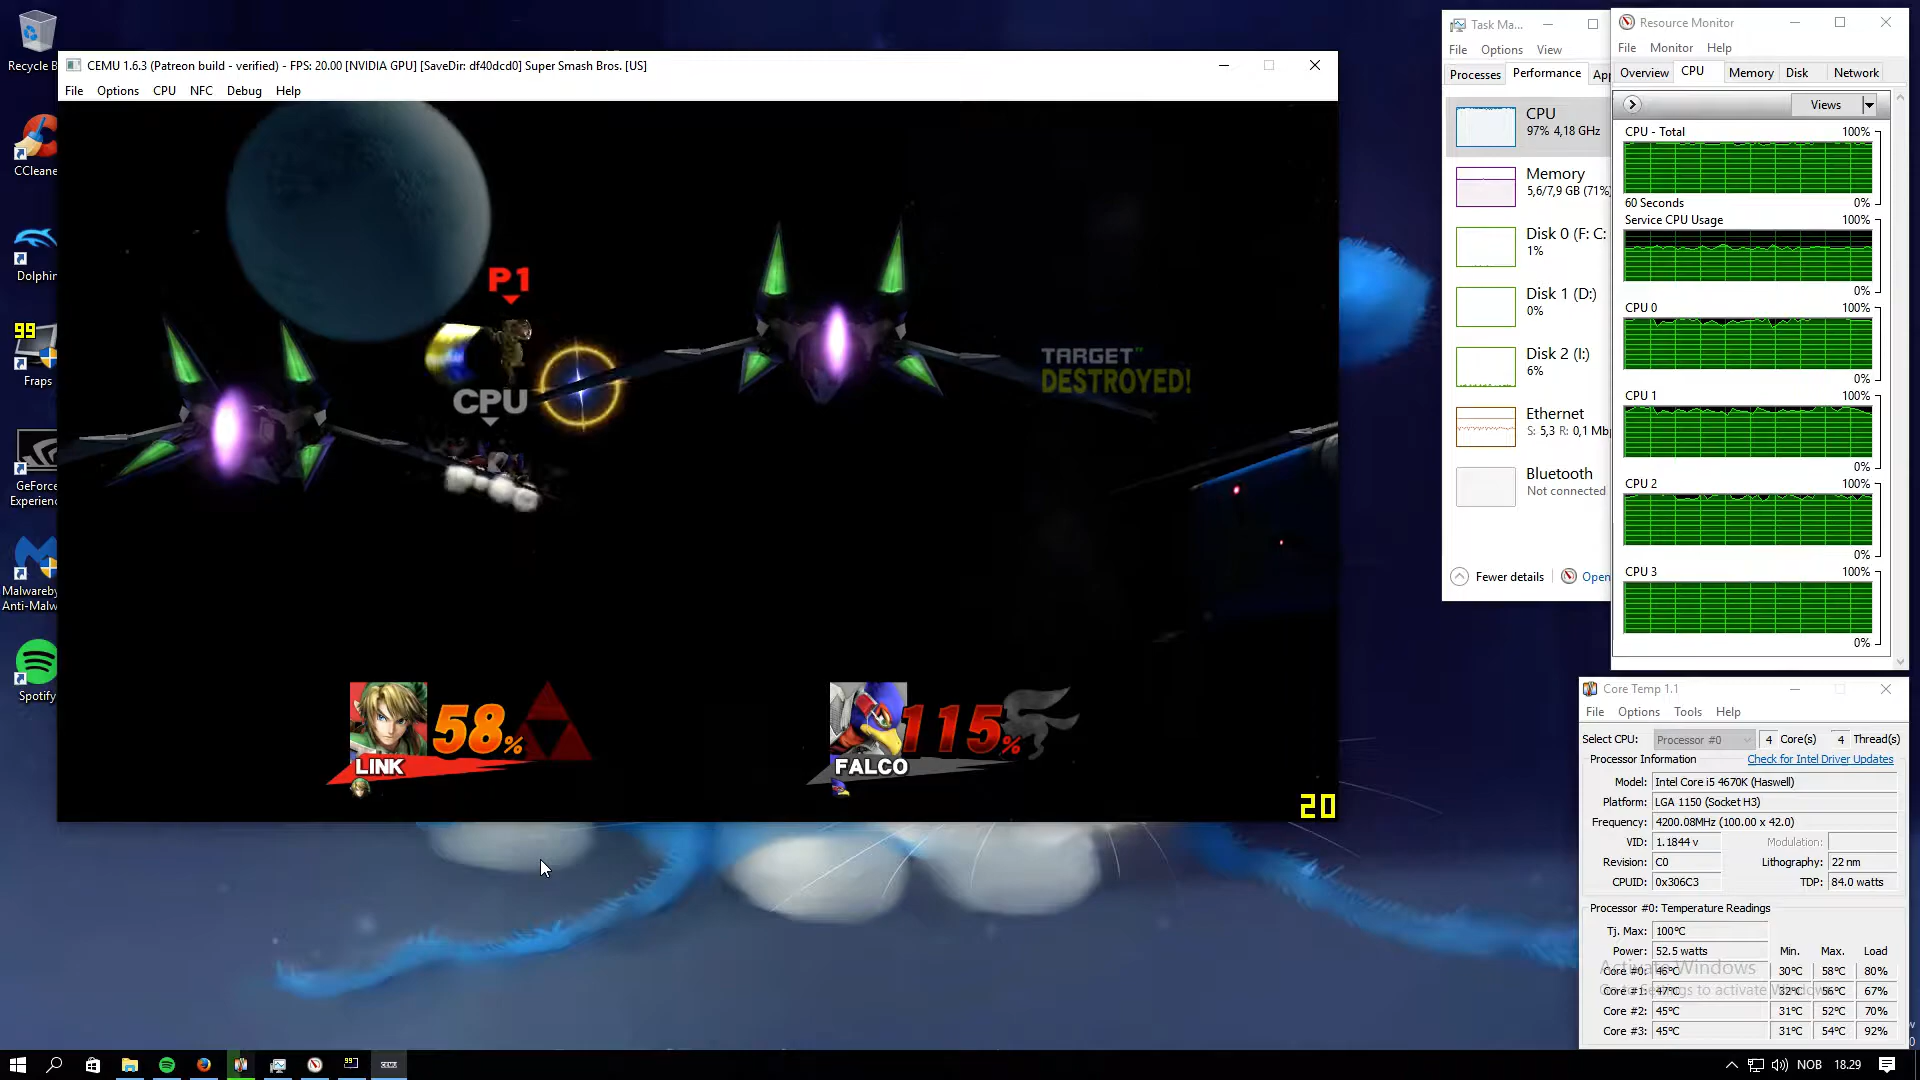 Recycle B
CCleane
Dolphin
99
Fraps
GeForce
Experienc
Malwareby
Anti-Malw
Spotify
CEMU 1.6.3 (Patreon build - verified) - FPS: 20.00 [NVIDIA GPU] [SaveDir: df40dcd0] Super Smash Bros. [US]
File Options CPU NFC Debug Help
P1
CPU
TARGET
DESTROYED!
58%
LINK
115%
FALCO
20
Task Ma...
File Options View
Processes Performance App
CPU
97% 4,18 GHz
Memory
5,6/7,9 GB (71%)
Disk 0 (F: C:
1%
Disk 1 (D:)
0%
Disk 2 (I:)
6%
Ethernet
S: 5,3 R: 0,1 Mb
Bluetooth
Not connected
Fewer details Open
Resource Monitor
File Monitor Help
Overview CPU Memory Disk Network
Views
CPU - Total 100%
60 Seconds 0%
Service CPU Usage 100%
0%
CPU 0 100%
0%
CPU 1 100%
0%
CPU 2 100%
0%
CPU 3 100%
0%
Core Temp 1.1
File Options Tools Help
Select CPU: Processor #0 4 Core(s) 4 Thread(s)
Processor Information Check for Intel Driver Updates
Model: Intel Core i5 4670K (Haswell)
Platform: LGA 1150 (Socket H3)
Frequency: 4200.08MHz (100.00 x 42.0)
VID: 1.1844 v Modulation:
Revision: C0 Lithography: 22 nm
CPUID: 0x306C3 TDP: 84.0 watts
Processor #0: Temperature Readings
Tj. Max: 100°C
Power: 52.5 watts Min. Max. Load
Activate Windows
Core #0: 46°C 30°C 58°C 80%
Go to Settings to activate Windows
Core #1: 47°C 32°C 56°C 67%
Core #2: 45°C 31°C 52°C 70%
Core #3: 45°C 31°C 54°C 92%
99 CEMU NOB 18.29